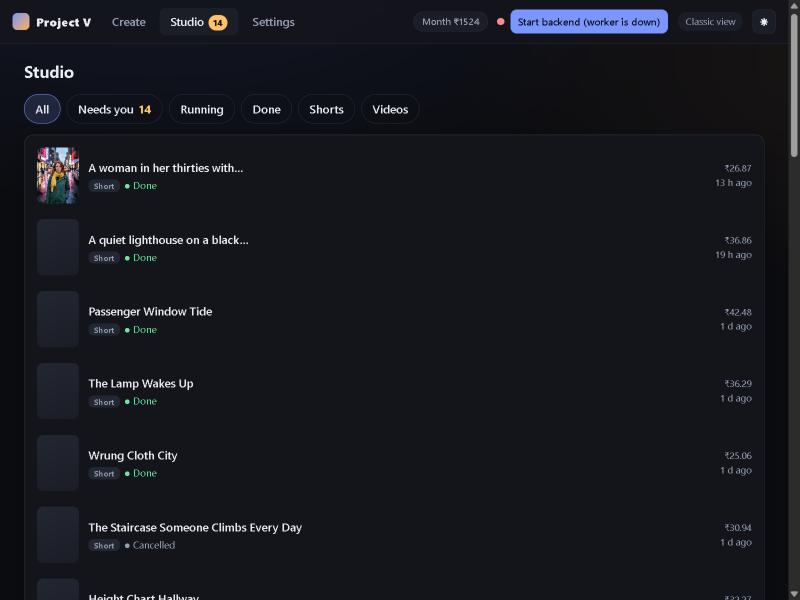 Project V Create Studio 14 Settings Month ₹1524 Start backend (worker is down) Classic view
Studio
All Needs you 14 Running Done Shorts Videos
A woman in her thirties with... ₹26.87
Short Done 13 h ago
A quiet lighthouse on a black... ₹36.86
Short Done 19 h ago
Passenger Window Tide ₹42.48
Short Done 1 d ago
The Lamp Wakes Up ₹36.29
Short Done 1 d ago
Wrung Cloth City ₹25.06
Short Done 1 d ago
The Staircase Someone Climbs Every Day ₹30.94
Short Cancelled 1 d ago
Height Chart Hallway